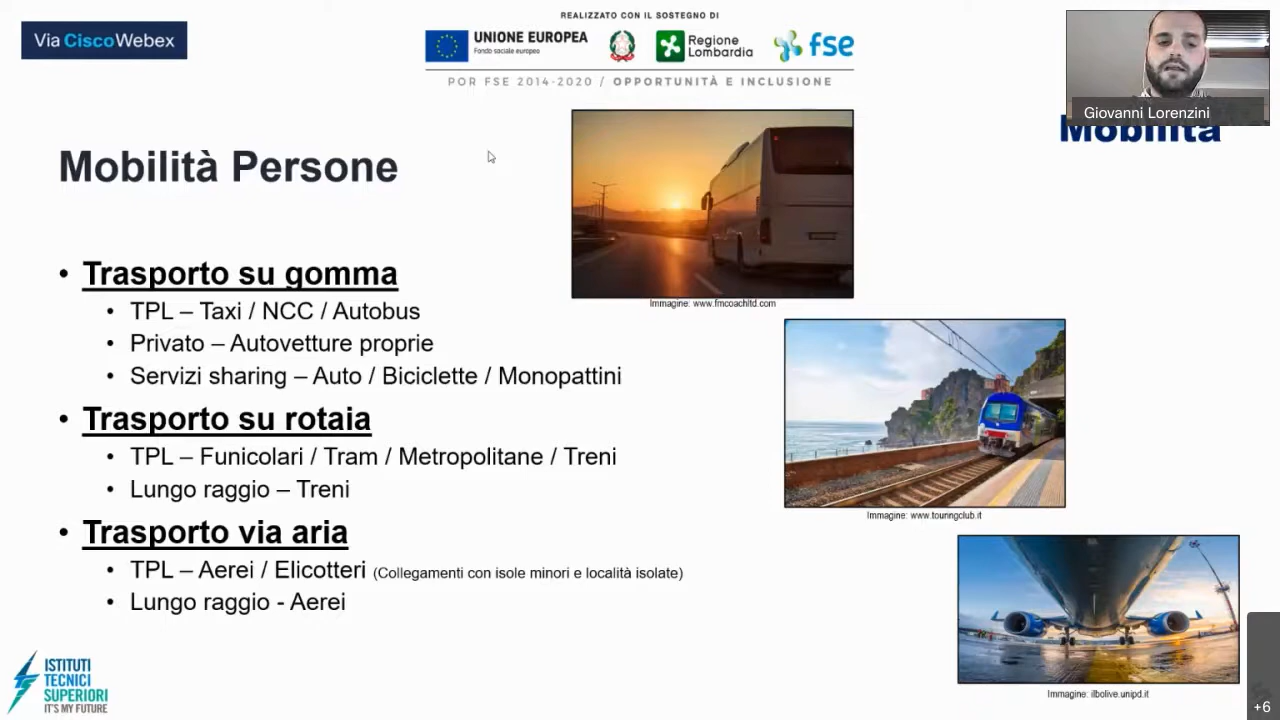 REALIZZATO CON IL SOSTEGNO DI
Via CiscoWebex
UNIONE EUROPEA
Fondo sociale europeo
Regione
Lombardia
fse
POR FSE 2014-2020 / OPPORTUNITÀ E INCLUSIONE
Giovanni Lorenzini
Mobilità
Mobilità Persone
• Trasporto su gomma
• TPL – Taxi / NCC / Autobus
• Privato – Autovetture proprie
• Servizi sharing – Auto / Biciclette / Monopattini
• Trasporto su rotaia
• TPL – Funicolari / Tram / Metropolitane / Treni
• Lungo raggio – Treni
• Trasporto via aria
• TPL – Aerei / Elicotteri (Collegamenti con isole minori e località isolate)
• Lungo raggio - Aerei
Immagine: www.fmcoachltd.com
Immagine: www.touringclub.it
Immagine: ilbolive.unipd.it
ISTITUTI
TECNICI
SUPERIORI
IT'S MY FUTURE
+6